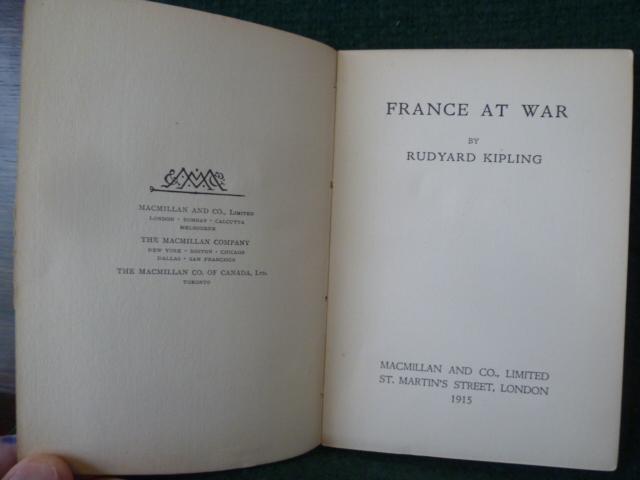 MACMILLAN AND CO., Limited
LONDON · BOMBAY · CALCUTTA
MELBOURNE
THE MACMILLAN COMPANY
NEW YORK · BOSTON · CHICAGO
DALLAS · SAN FRANCISCO
THE MACMILLAN CO. OF CANADA, Ltd.
TORONTO
FRANCE AT WAR
BY
RUDYARD KIPLING
MACMILLAN AND CO., LIMITED
ST. MARTIN'S STREET, LONDON
1915